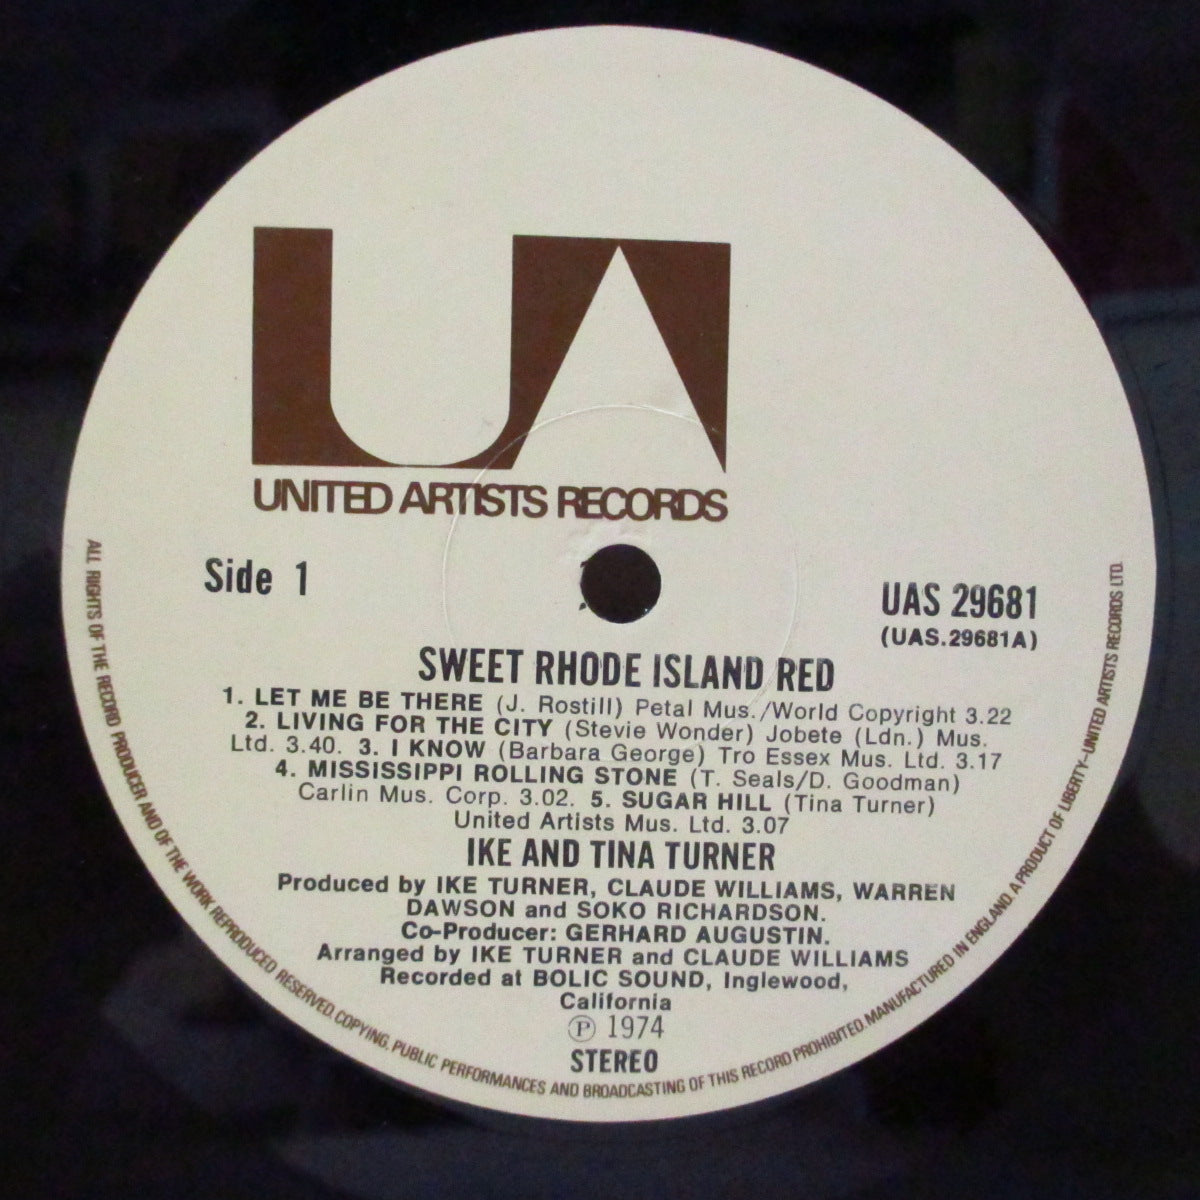 UA
UNITED ARTISTS RECORDS
Side 1
UAS 29681
(UAS.29681A)
SWEET RHODE ISLAND RED
1. LET ME BE THERE (J. Rostill) Petal Mus./World Copyright 3.22
2. LIVING FOR THE CITY (Stevie Wonder) Jobete (Ldn.) Mus.
Ltd. 3.40. 3. I KNOW (Barbara George) Tro Essex Mus. Ltd. 3.17
4. MISSISSIPPI ROLLING STONE (T. Seals/D. Goodman)
Carlin Mus. Corp. 3.02. 5. SUGAR HILL (Tina Turner)
United Artists Mus. Ltd. 3.07
IKE AND TINA TURNER
Produced by IKE TURNER, CLAUDE WILLIAMS, WARREN
DAWSON and SOKO RICHARDSON.
Co-Producer: GERHARD AUGUSTIN.
Arranged by IKE TURNER and CLAUDE WILLIAMS
Recorded at BOLIC SOUND, Inglewood,
California
℗ 1974
STEREO
ALL RIGHTS OF THE RECORD PRODUCER AND OF THE WORK REPRODUCED RESERVED. COPYING, PUBLIC PERFORMANCES AND BROADCASTING OF THIS RECORD PROHIBITED. MANUFACTURED IN ENGLAND. A PRODUCT OF LIBERTY-UNITED ARTISTS RECORDS LTD.